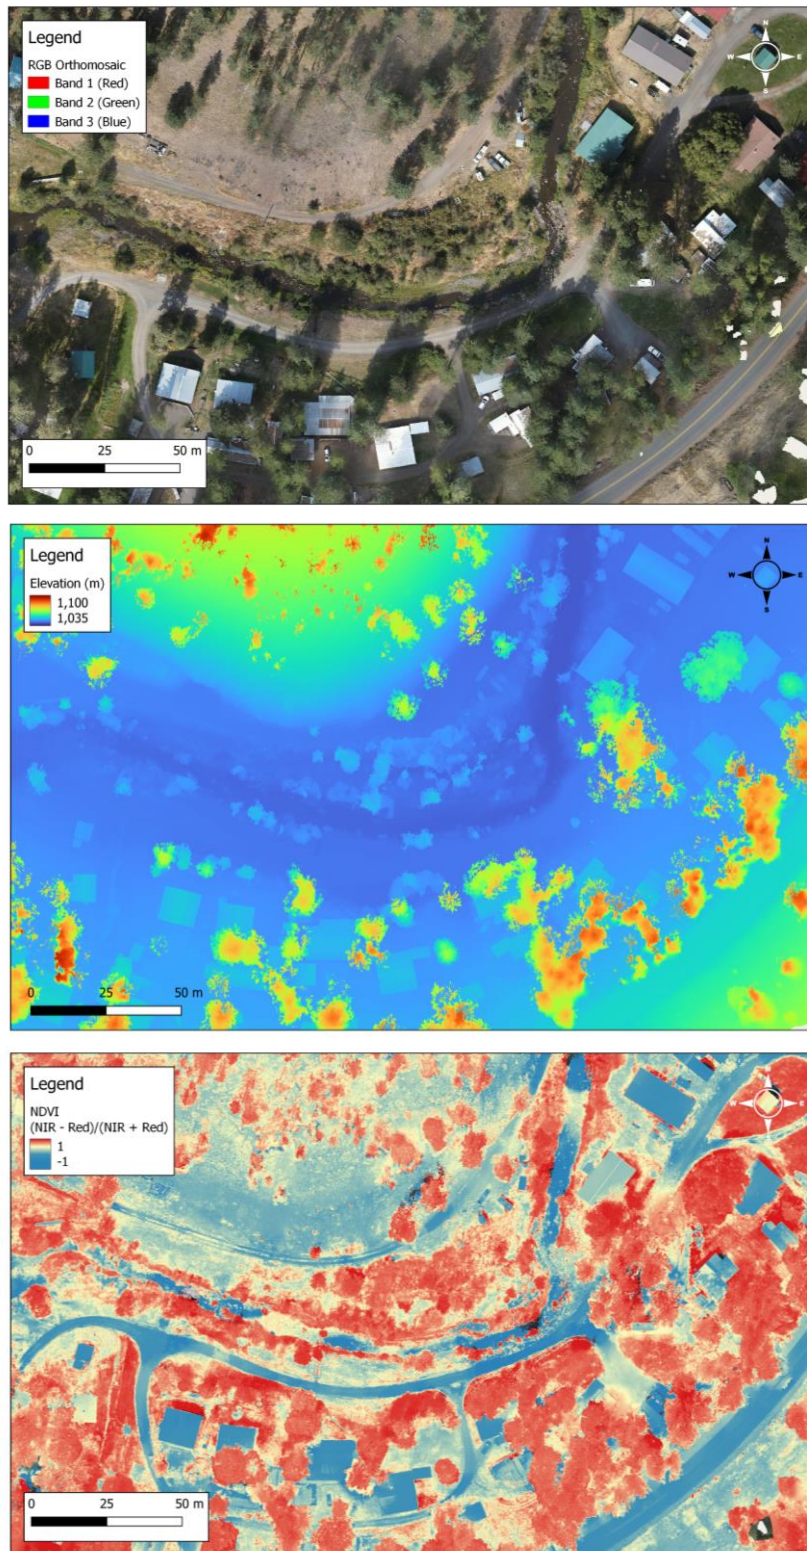 Legend
RGB Orthomosaic
Band 1 (Red)
Band 2 (Green)
Band 3 (Blue)
N
W E
S
0 25 50 m
Legend
Elevation (m)
1,100
1,035
N
W E
S
0 25 50 m
Legend
NDVI
(NIR - Red)/(NIR + Red)
1
-1
N
W E
S
0 25 50 m